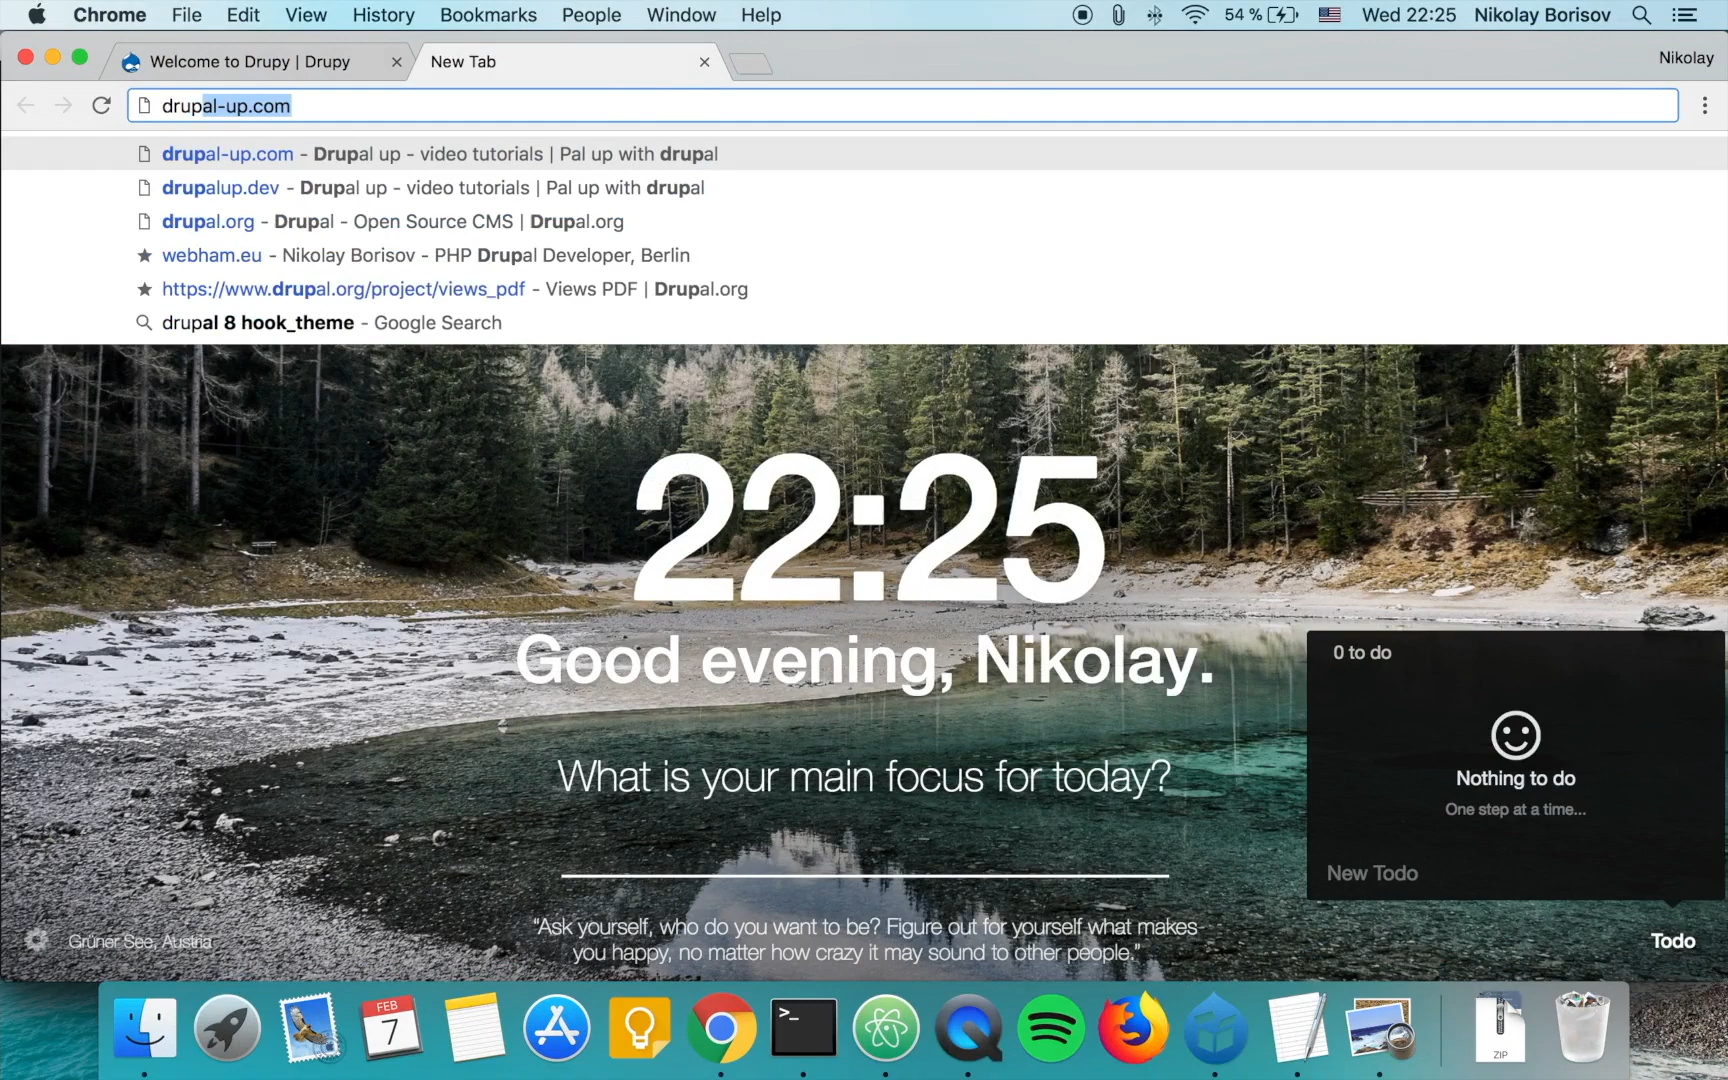 Chrome File Edit View History Bookmarks People Window Help 54 % Wed 22:25 Nikolay Borisov
Welcome to Drupy | Drupy New Tab Nikolay
drupal-up.com
drupal-up.com - Drupal up - video tutorials | Pal up with drupal
drupalup.dev - Drupal up - video tutorials | Pal up with drupal
drupal.org - Drupal - Open Source CMS | Drupal.org
webham.eu - Nikolay Borisov - PHP Drupal Developer, Berlin
https://www.drupal.org/project/views_pdf - Views PDF | Drupal.org
drupal 8 hook_theme - Google Search
22:25
Good evening, Nikolay.
What is your main focus for today?
0 to do
Nothing to do
One step at a time...
New Todo
“Ask yourself, who do you want to be? Figure out for yourself what makes
you happy, no matter how crazy it may sound to other people.”
Grüner See, Austria
Todo
FEB
7
>_
ZIP